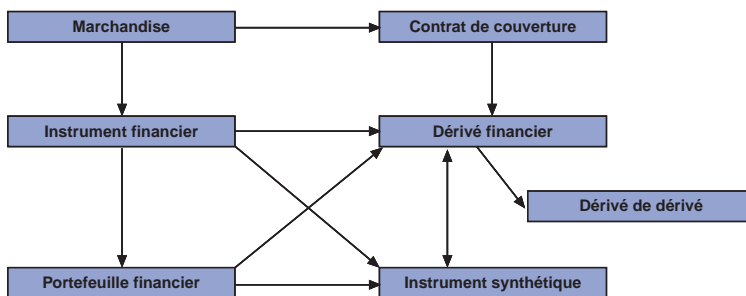 Marchandise
Contrat de couverture
Instrument financier
Dérivé financier
Dérivé de dérivé
Portefeuille financier
Instrument synthétique